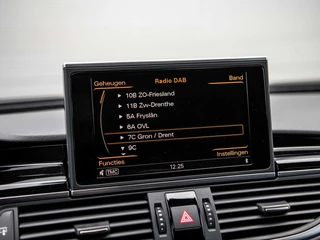 Geheugen Radio DAB Band
10B ZO-Friesland
11B Zw-Drenthe
5A Fryslân
6A OVL
7C Gron / Drent
9C
Functies Instellingen
TMC 12:25